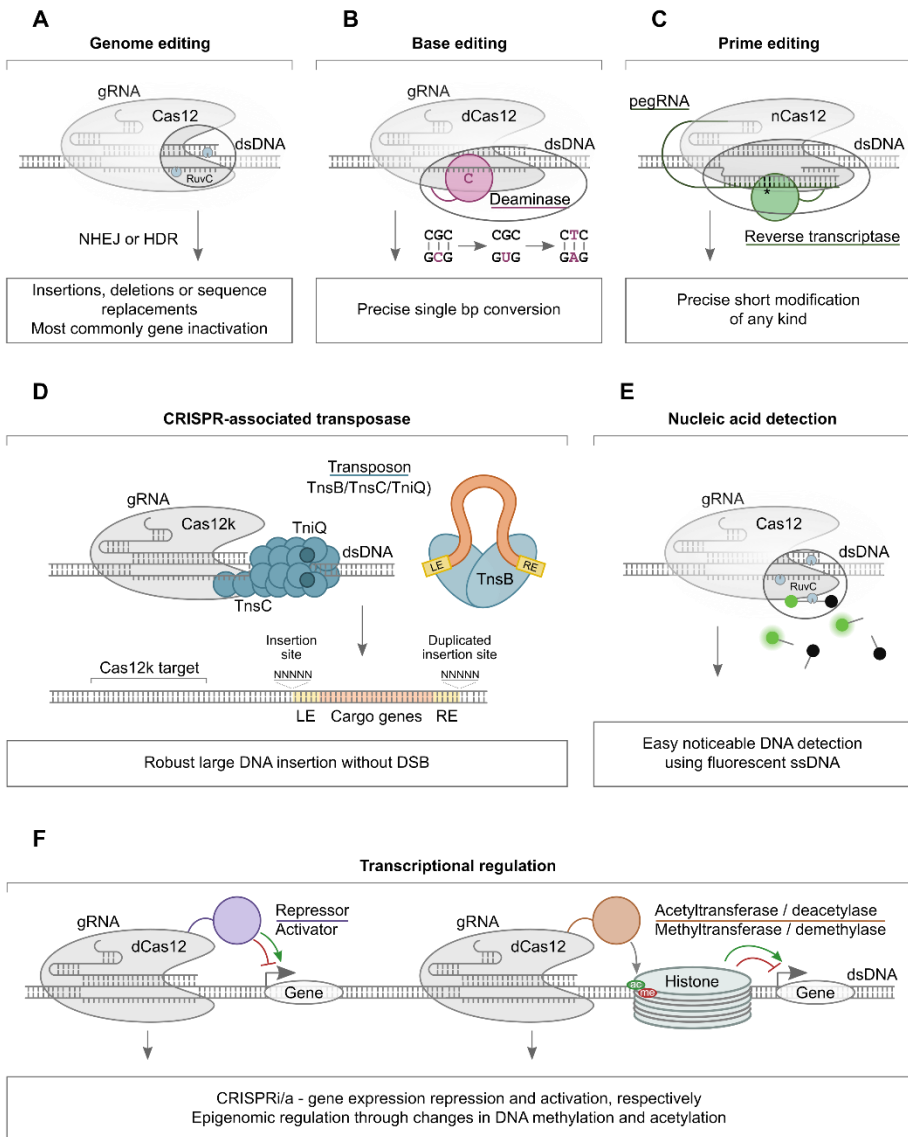 A
Genome editing
gRNA
Cas12
dsDNA
RuvC
NHEJ or HDR
Insertions, deletions or sequence
replacements
Most commonly gene inactivation
B
Base editing
gRNA
dCas12
dsDNA
C
Deaminase
CGC CGC CTC
GCG GUG GAG
Precise single bp conversion
C
Prime editing
pegRNA
gRNA
nCas12
dsDNA
*
Reverse transcriptase
Precise short modification
of any kind
D
CRISPR-associated transposase
Transposon
TnsB/TnsC/TniQ)
gRNA
Cas12k
TniQ
dsDNA
TnsC
LE
RE
TnsB
Insertion
site
Duplicated
insertion site
NNNNN
NNNNN
Cas12k target
LE Cargo genes RE
Robust large DNA insertion without DSB
E
Nucleic acid detection
gRNA
Cas12
dsDNA
RuvC
Easy noticeable DNA detection
using fluorescent ssDNA
F
Transcriptional regulation
gRNA
dCas12
Repressor
Activator
Gene
gRNA
dCas12
Acetyltransferase / deacetylase
Methyltransferase / demethylase
ac
me
Histone
dsDNA
Gene
CRISPRi/a - gene expression repression and activation, respectively
Epigenomic regulation through changes in DNA methylation and acetylation